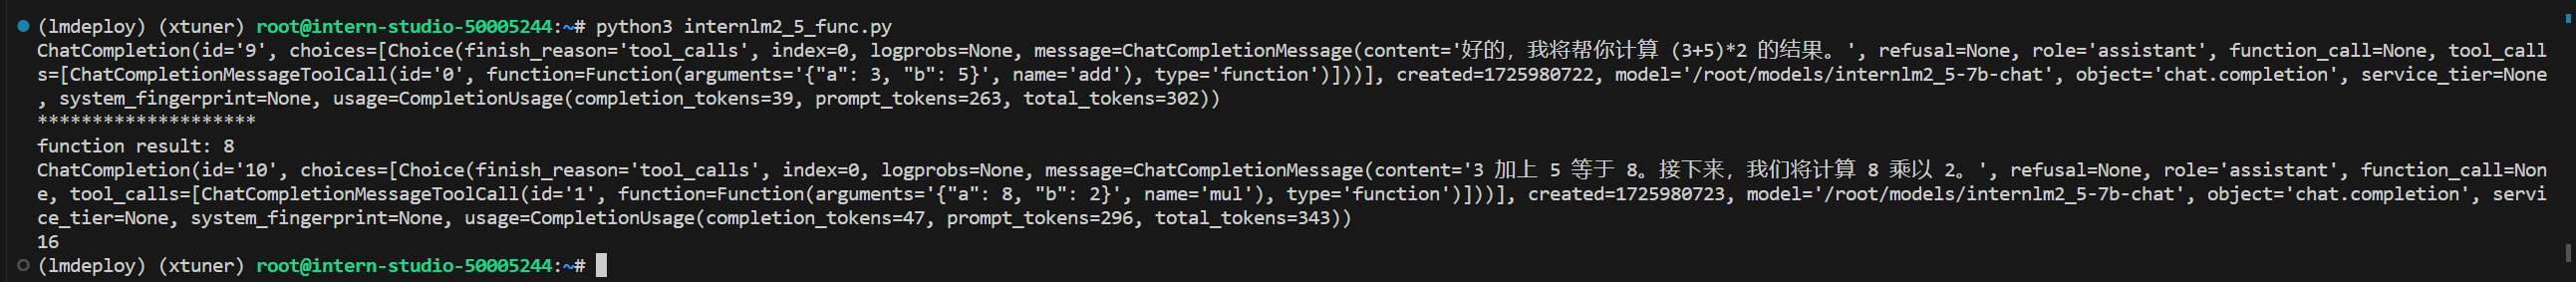 (lmdeploy) (xtuner) root@intern-studio-50005244:~# python3 internlm2_5_func.py
ChatCompletion(id='9', choices=[Choice(finish_reason='tool_calls', index=0, logprobs=None, message=ChatCompletionMessage(content='好的，我将帮你计算 (3+5)*2 的结果。', refusal=None, role='assistant', function_call=None, tool_call
s=[ChatCompletionMessageToolCall(id='0', function=Function(arguments='{"a": 3, "b": 5}', name='add'), type='function')]))], created=1725980722, model='/root/models/internlm2_5-7b-chat', object='chat.completion', service_tier=None
, system_fingerprint=None, usage=CompletionUsage(completion_tokens=39, prompt_tokens=263, total_tokens=302))
********************
function result: 8
ChatCompletion(id='10', choices=[Choice(finish_reason='tool_calls', index=0, logprobs=None, message=ChatCompletionMessage(content='3 加上 5 等于 8。接下来，我们将计算 8 乘以 2。', refusal=None, role='assistant', function_call=Non
e, tool_calls=[ChatCompletionMessageToolCall(id='1', function=Function(arguments='{"a": 8, "b": 2}', name='mul'), type='function')]))], created=1725980723, model='/root/models/internlm2_5-7b-chat', object='chat.completion', servi
ce_tier=None, system_fingerprint=None, usage=CompletionUsage(completion_tokens=47, prompt_tokens=296, total_tokens=343))
16
(lmdeploy) (xtuner) root@intern-studio-50005244:~#